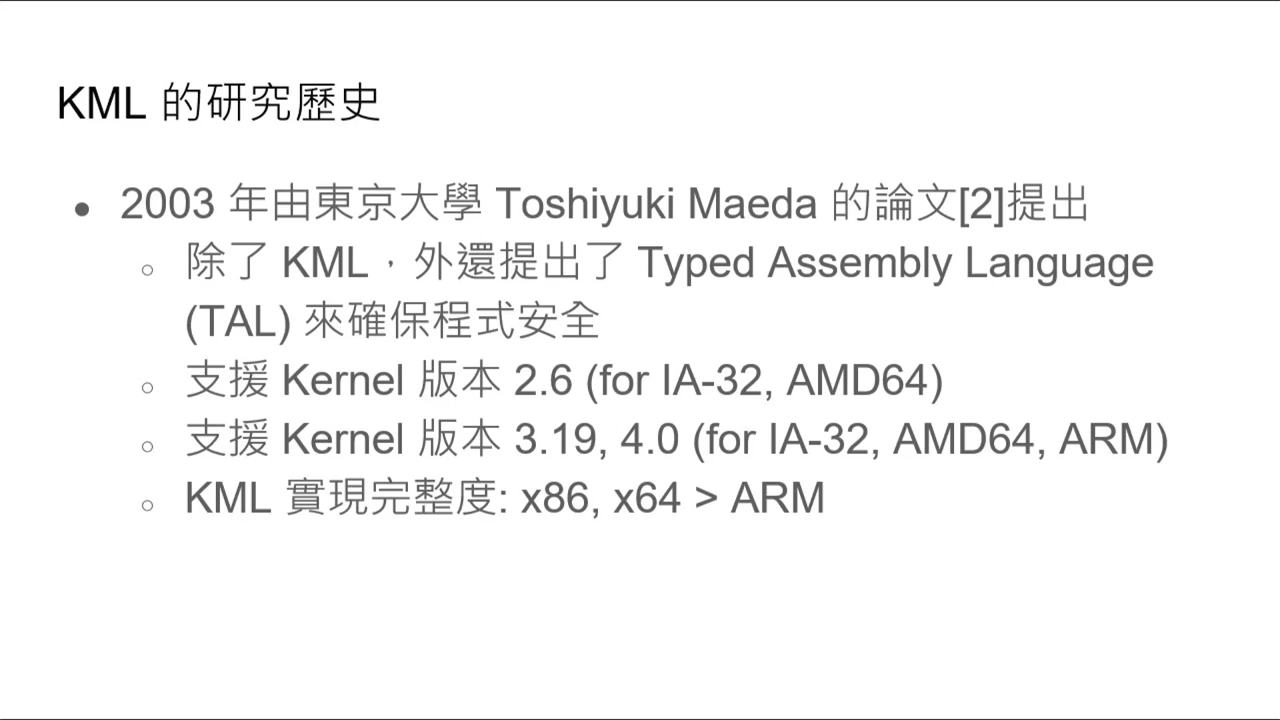 KML 的研究歷史
● 2003 年由東京大學 Toshiyuki Maeda 的論文[2]提出
○ 除了 KML，外還提出了 Typed Assembly Language
(TAL) 來確保程式安全
○ 支援 Kernel 版本 2.6 (for IA-32, AMD64)
○ 支援 Kernel 版本 3.19, 4.0 (for IA-32, AMD64, ARM)
○ KML 實現完整度: x86, x64 > ARM